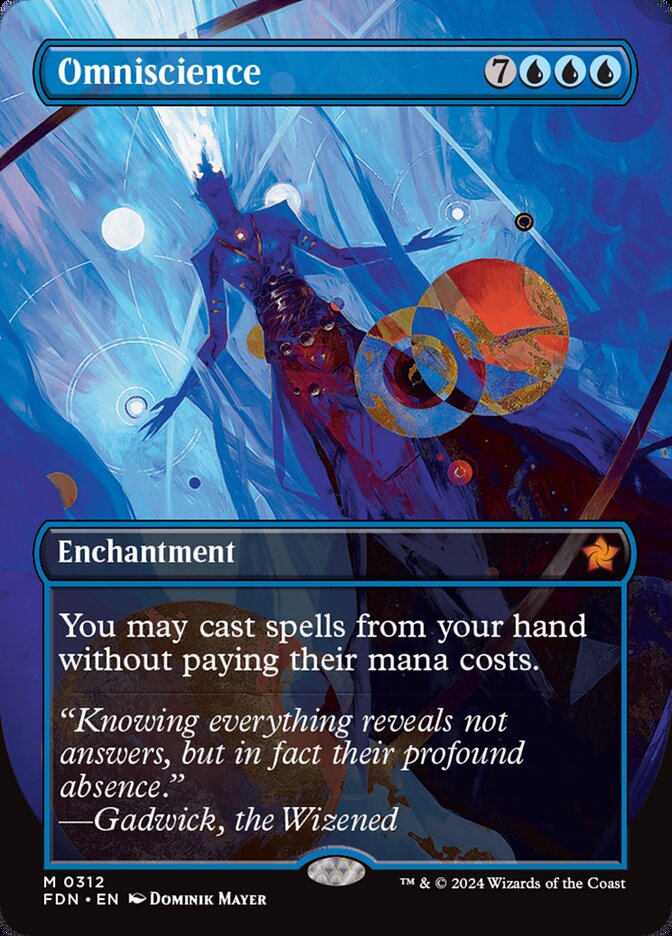 Omniscience 7
Enchantment
You may cast spells from your hand
without paying their mana costs.
“Knowing everything reveals not
answers, but in fact their profound
absence.”
—Gadwick, the Wizened
M 0312
FDN • EN Dominik Mayer
™ & © 2024 Wizards of the Coast